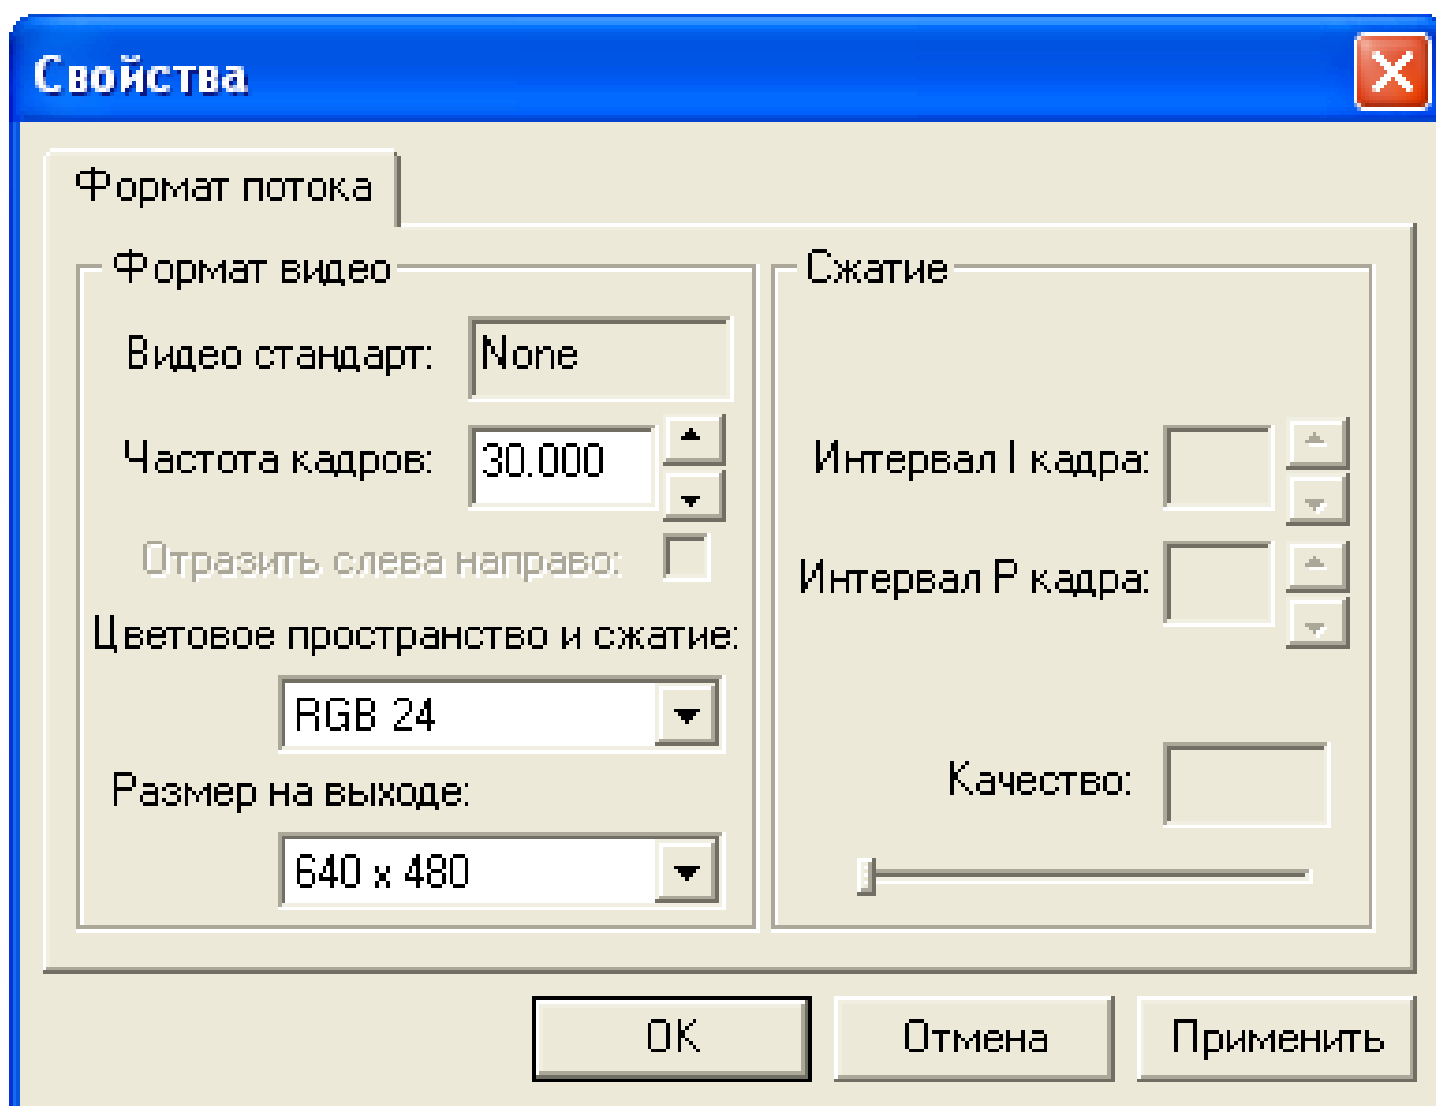 Свойства
Формат потока
Формат видео
Видео стандарт: None
Частота кадров: 30.000
Отразить слева направо:
Цветовое пространство и сжатие:
RGB 24
Размер на выходе:
640 x 480
Сжатие
Интервал I кадра:
Интервал P кадра:
Качество:
OK Отмена Применить